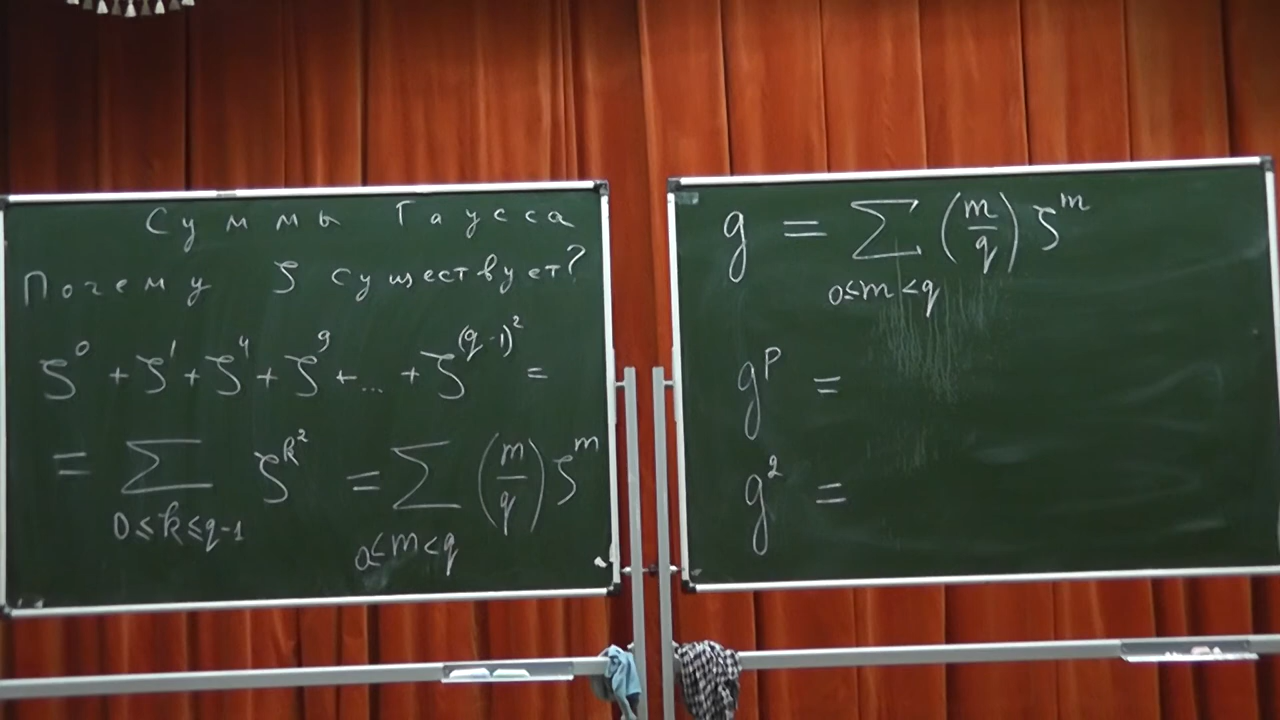 Суммы Гаусса
Почему ζ существует?
ζ⁰ + ζ¹ + ζ⁴ + ζ⁹ + ... + ζ^(q-1)² =
= ∑ ζ^k² = ∑ (m/q) ζ^m
0≤k≤q-1 0≤m<q
g = ∑ (m/q) ζ^m
0≤m<q
g^p =
g² =